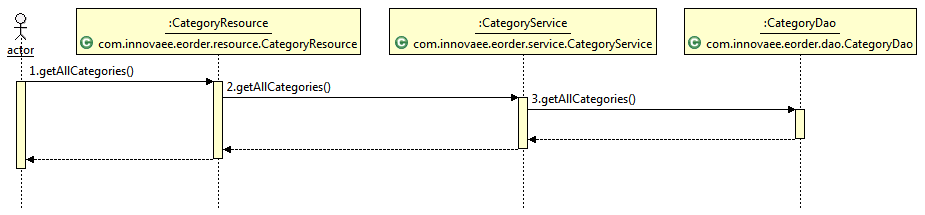 :CategoryResource
C com.innovaee.eorder.resource.CategoryResource
:CategoryService
C com.innovaee.eorder.service.CategoryService
:CategoryDao
C com.innovaee.eorder.dao.CategoryDao
actor
1.getAllCategories()
2.getAllCategories()
3.getAllCategories()